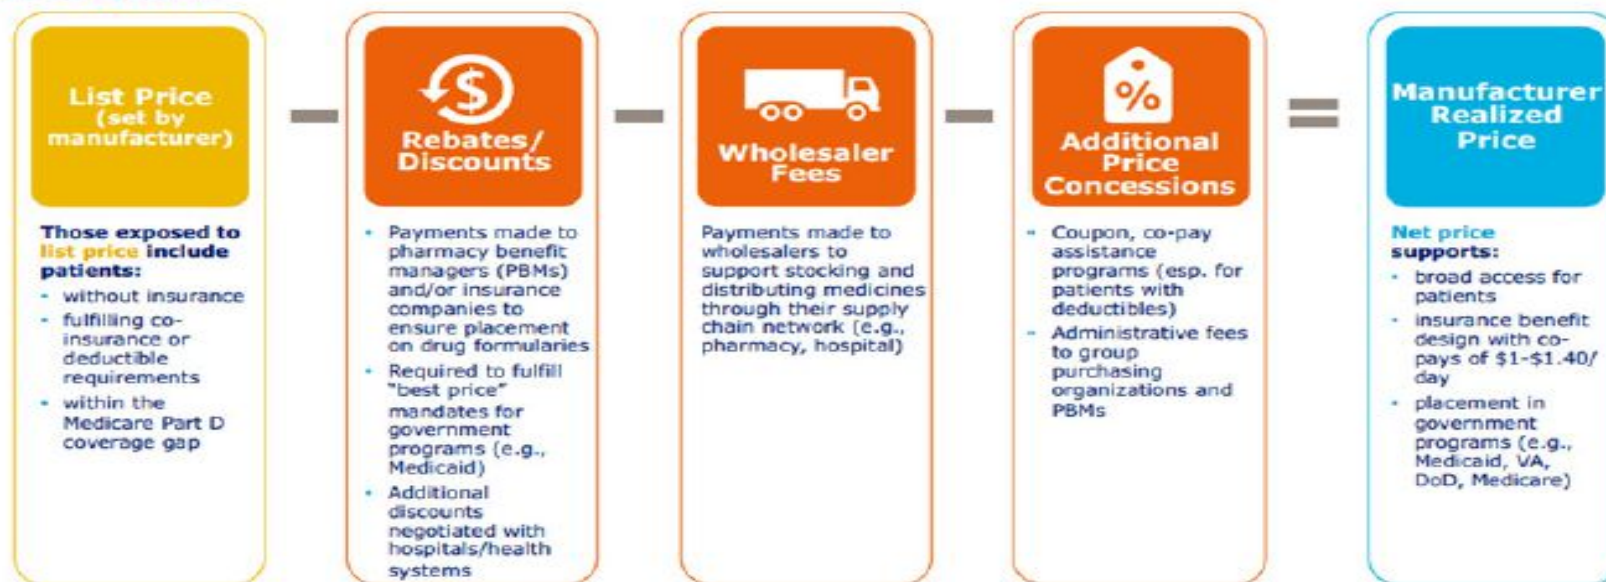 List Price
(set by
manufacturer)
Those exposed to
list price include
patients:
• without insurance
• fulfilling co-
insurance or
deductible
requirements
• within the
Medicare Part D
coverage gap
Rebates/
Discounts
• Payments made to
pharmacy benefit
managers (PBMs)
and/or insurance
companies to
ensure placement
on drug formularies
• Required to fulfill
"best price"
mandates for
government
programs (e.g.,
Medicaid)
• Additional
discounts
negotiated with
hospitals/health
systems
Wholesaler
Fees
Payments made to
wholesalers to
support stocking and
distributing medicines
through their supply
chain network (e.g.,
pharmacy, hospital)
Additional
Price
Concessions
• Coupon, co-pay
assistance
programs (esp. for
patients with
deductibles)
• Administrative fees
to group
purchasing
organizations and
PBMs
Manufacturer
Realized
Price
Net price
supports:
• broad access for
patients
• insurance benefit
design with co-
pays of $1-$1.40/
day
• placement in
government
programs (e.g.,
Medicaid, VA,
DoD, Medicare)